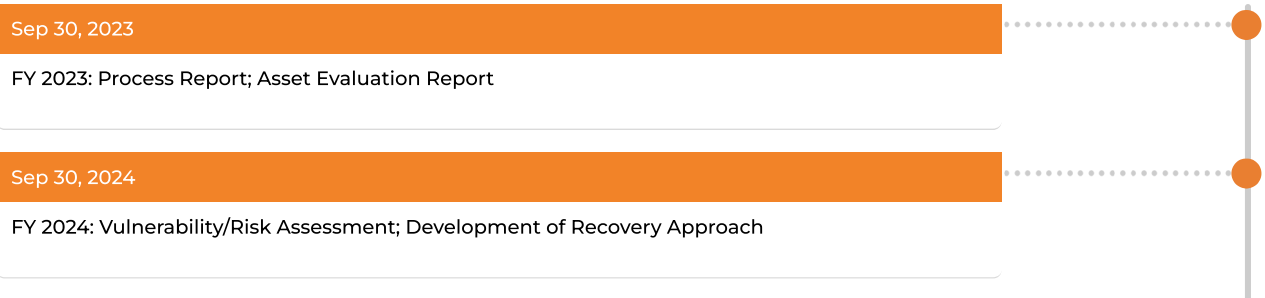 Sep 30, 2023
FY 2023: Process Report; Asset Evaluation Report
Sep 30, 2024
FY 2024: Vulnerability/Risk Assessment; Development of Recovery Approach